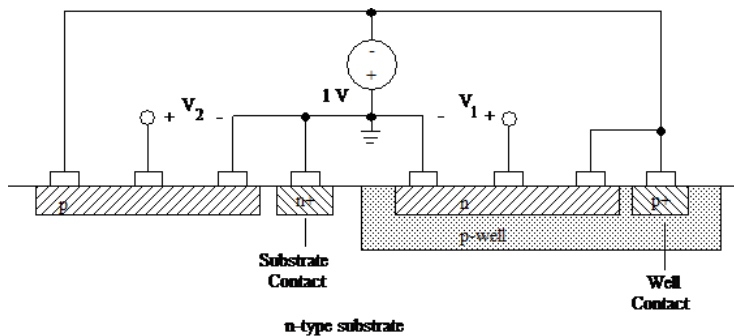 -
+
1 V
+ V2 -
- V1 +
p
n+
n
p+
p-well
Substrate
Contact
Well
Contact
n-type substrate